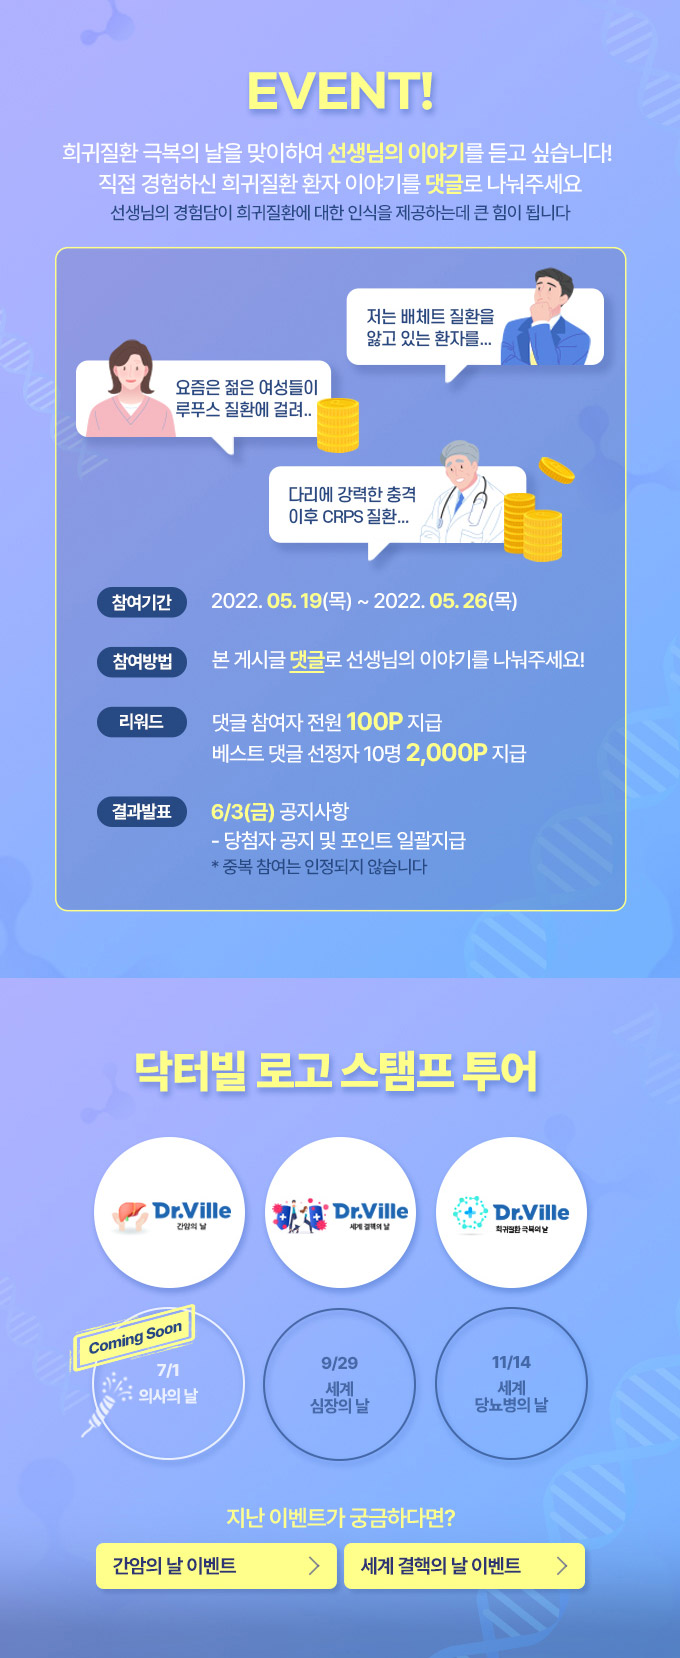 EVENT!
희귀질환 극복의 날을 맞이하여 선생님의 이야기를 듣고 싶습니다!
직접 경험하신 희귀질환 환자 이야기를 댓글로 나눠주세요
선생님의 경험담이 희귀질환에 대한 인식을 제공하는데 큰 힘이 됩니다
저는 배체트 질환을
앓고 있는 환자를...
요즘은 젊은 여성들이
루푸스 질환에 걸려..
다리에 강력한 충격
이후 CRPS 질환...
참여기간 2022. 05. 19(목) ~ 2022. 05. 26(목)
참여방법 본 게시글 댓글로 선생님의 이야기를 나눠주세요!
리워드 댓글 참여자 전원 100P 지급
베스트 댓글 선정자 10명 2,000P 지급
결과발표 6/3(금) 공지사항
- 당첨자 공지 및 포인트 일괄지급
* 중복 참여는 인정되지 않습니다
닥터빌 로고 스탬프 투어
Dr.Ville
간암의 날
Dr.Ville
세계 결핵의 날
Dr.Ville
희귀질환 극복의 날
Coming Soon
7/1
의사의 날
9/29
세계
심장의 날
11/14
세계
당뇨병의 날
지난 이벤트가 궁금하다면?
간암의 날 이벤트
세계 결핵의 날 이벤트